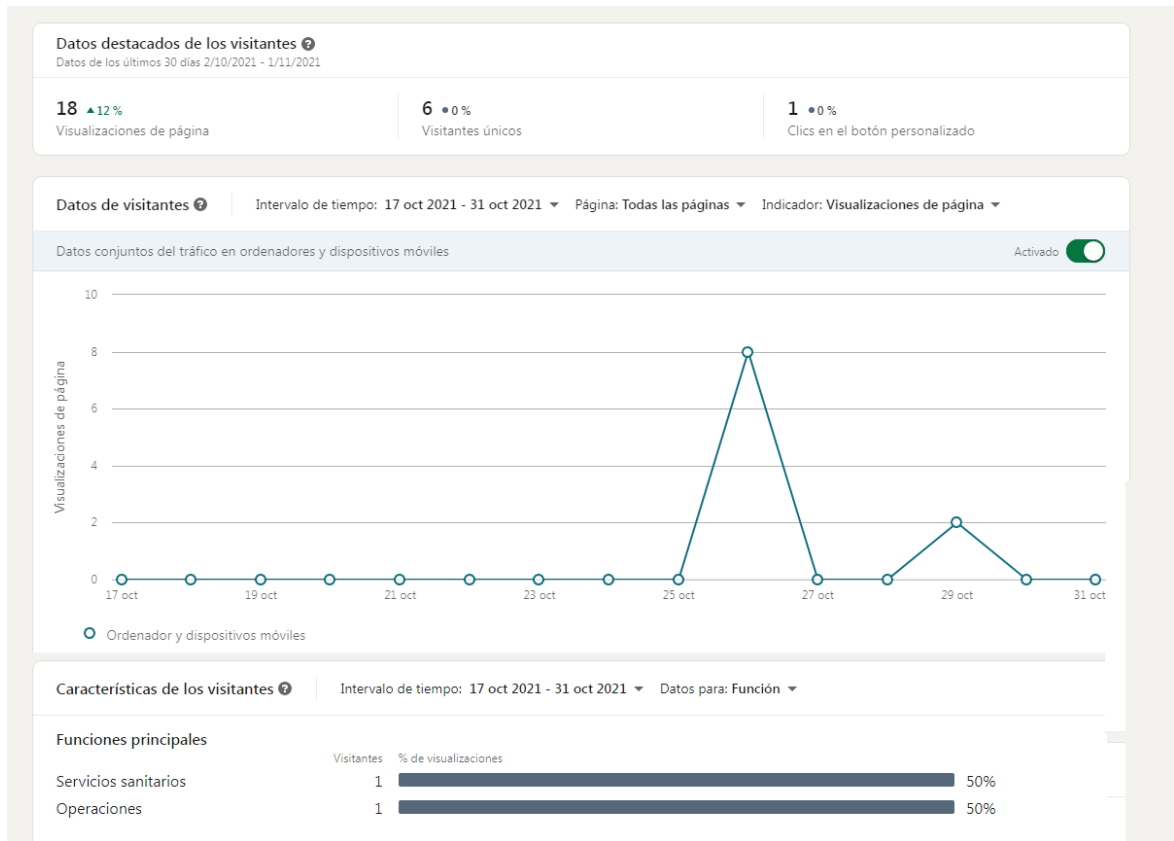 Datos destacados de los visitantes ?
Datos de los últimos 30 días 2/10/2021 - 1/11/2021
18 ▲12 % 6 ●0 % 1 ●0 %
Visualizaciones de página Visitantes únicos Clics en el botón personalizado
Datos de visitantes ? Intervalo de tiempo: 17 oct 2021 - 31 oct 2021 ▼ Página: Todas las páginas ▼ Indicador: Visualizaciones de página ▼
Datos conjuntos del tráfico en ordenadores y dispositivos móviles Activado
Visualizaciones de página
10
8
6
4
2
0
17 oct 19 oct 21 oct 23 oct 25 oct 27 oct 29 oct 31 oct
Ordenador y dispositivos móviles
Características de los visitantes ? Intervalo de tiempo: 17 oct 2021 - 31 oct 2021 ▼ Datos para: Función ▼
Funciones principales
Visitantes % de visualizaciones
Servicios sanitarios 1 50%
Operaciones 1 50%